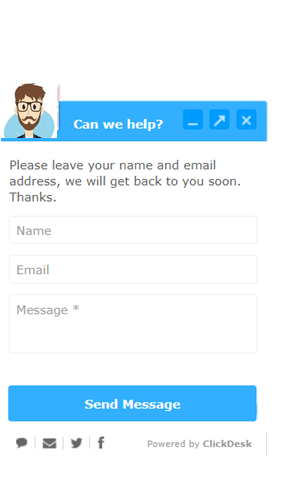 Can we help?
Please leave your name and email
address, we will get back to you soon.
Thanks.
Name
Email
Message *
Send Message
Powered by ClickDesk